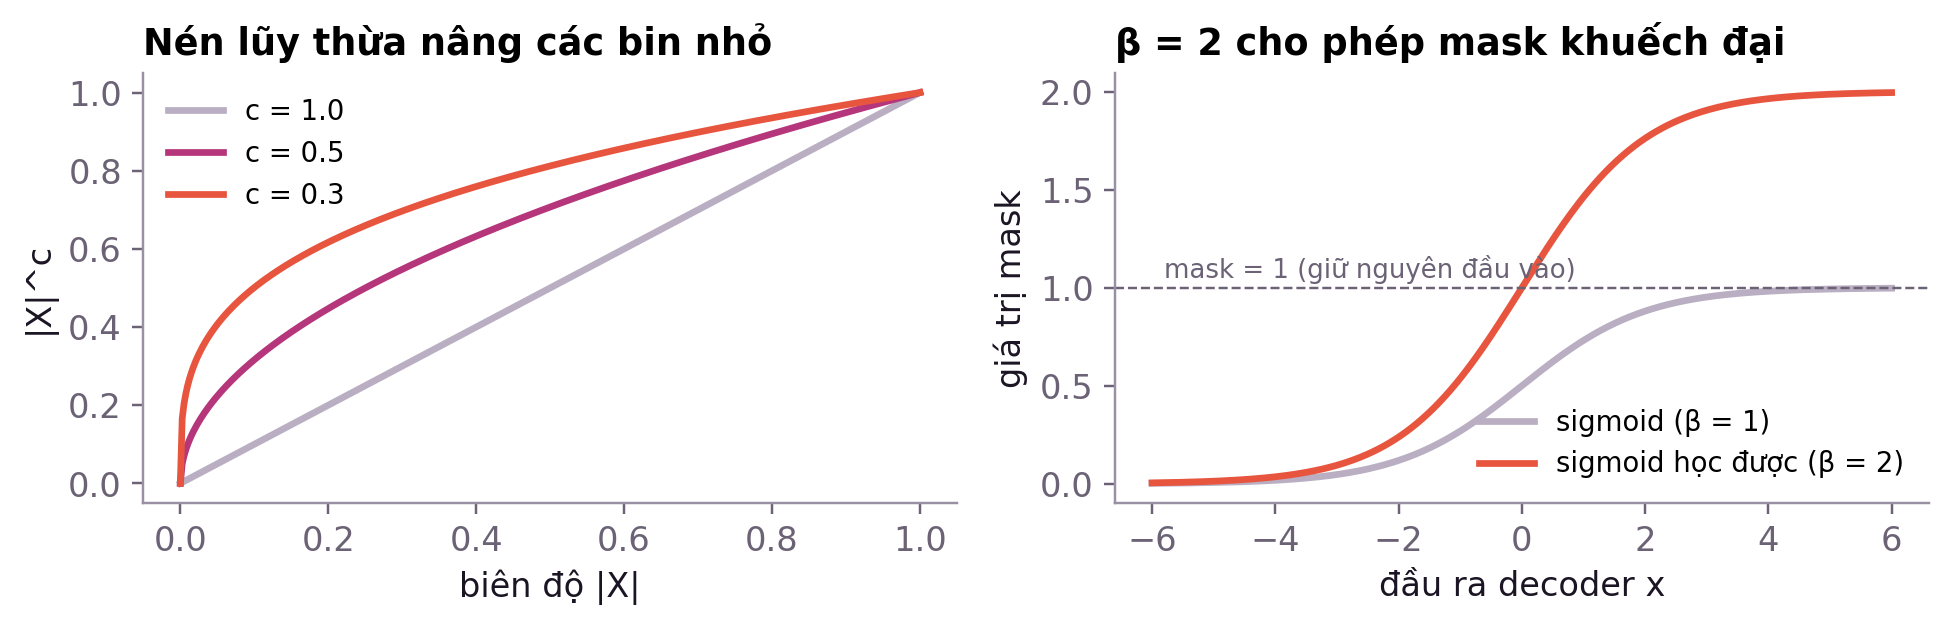 Nén lũy thừa nâng các bin nhỏ
1.0
0.8
0.6
0.4
0.2
0.0
|X|^c
c = 1.0
c = 0.5
c = 0.3
0.0 0.2 0.4 0.6 0.8 1.0
biên độ |X|
β = 2 cho phép mask khuếch đại
2.0
1.5
1.0
0.5
0.0
giá trị mask
mask = 1 (giữ nguyên đầu vào)
sigmoid (β = 1)
sigmoid học được (β = 2)
−6 −4 −2 0 2 4 6
đầu ra decoder x